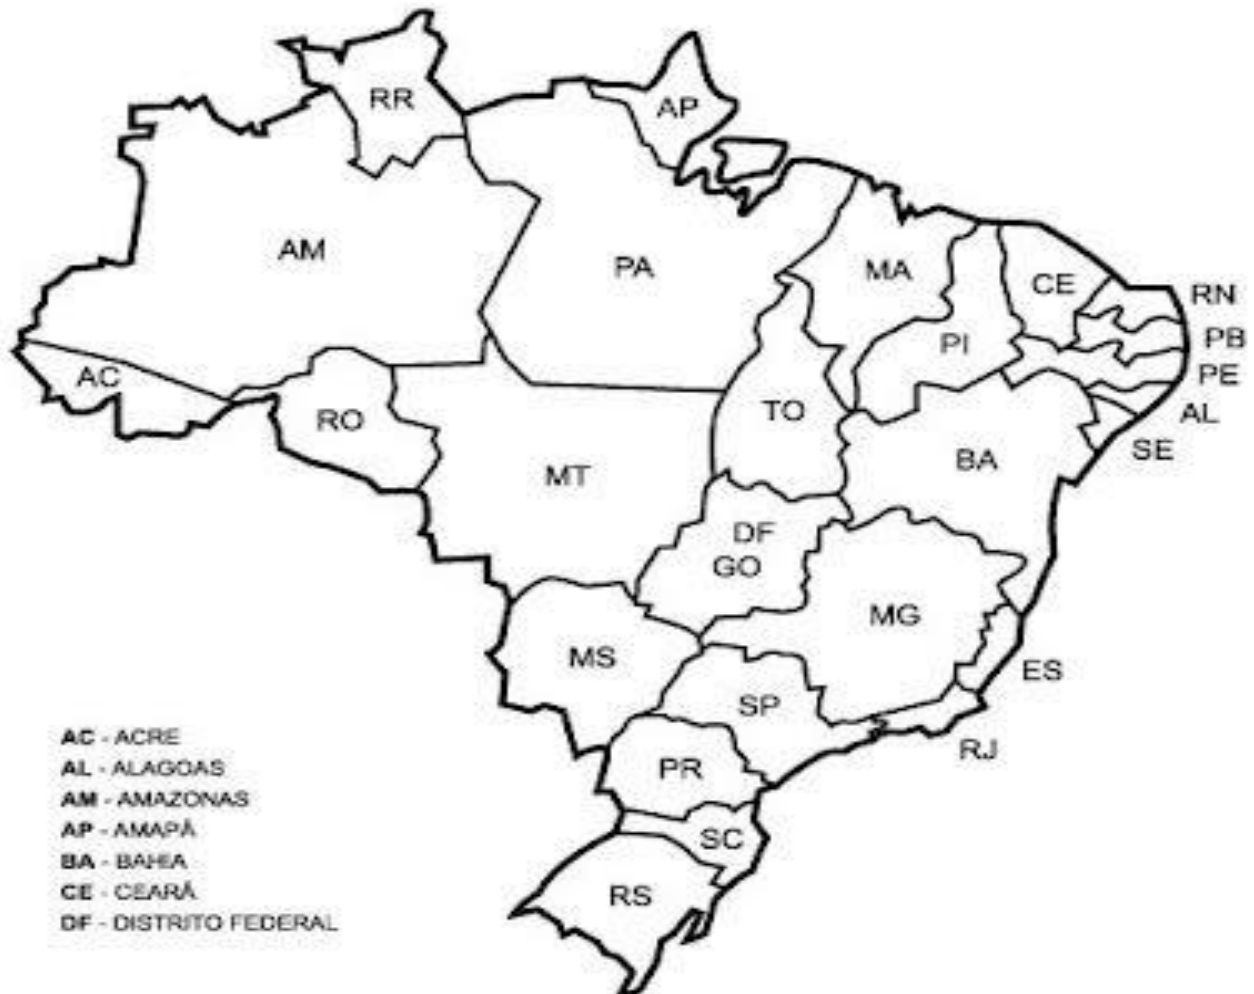 RR
AP
AM
PA
MA
CE
RN
PI
PB
PE
AC
TO
AL
RO
SE
BA
MT
DF
GO
MG
MS
ES
SP
RJ
PR
SC
RS
AC - ACRE
AL - ALAGOAS
AM - AMAZONAS
AP - AMAPÁ
BA - BAHIA
CE - CEARÁ
DF - DISTRITO FEDERAL